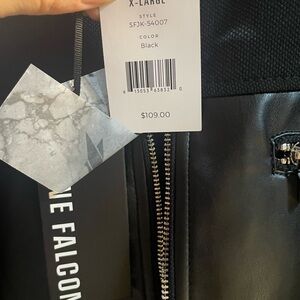 X-LARGE
STYLE
SFJK-54007
COLOR
Black
$109.00
NE FALCON